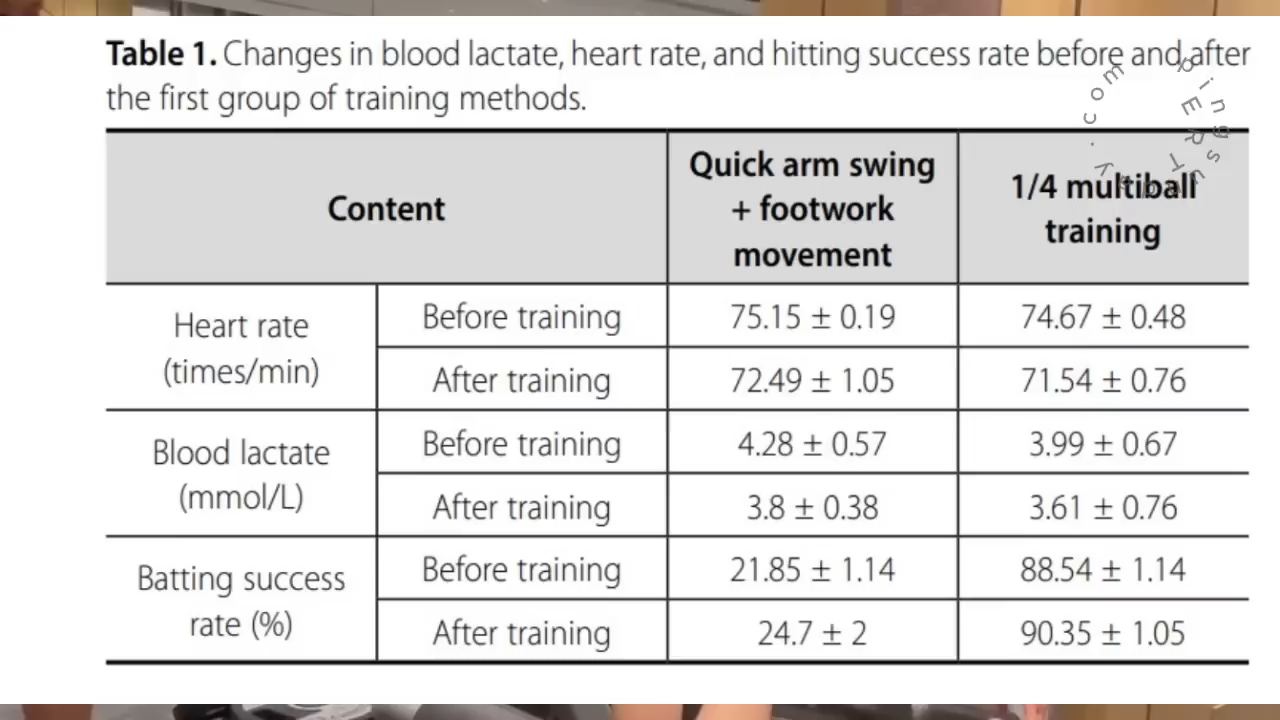 Table 1. Changes in blood lactate, heart rate, and hitting success rate before and after
the first group of training methods.
Content
Quick arm swing
+ footwork
movement
1/4 multiball
training
Heart rate
(times/min)
Before training 75.15 ± 0.19 74.67 ± 0.48
After training 72.49 ± 1.05 71.54 ± 0.76
Blood lactate
(mmol/L)
Before training 4.28 ± 0.57 3.99 ± 0.67
After training 3.8 ± 0.38 3.61 ± 0.76
Batting success
rate (%)
Before training 21.85 ± 1.14 88.54 ± 1.14
After training 24.7 ± 2 90.35 ± 1.05